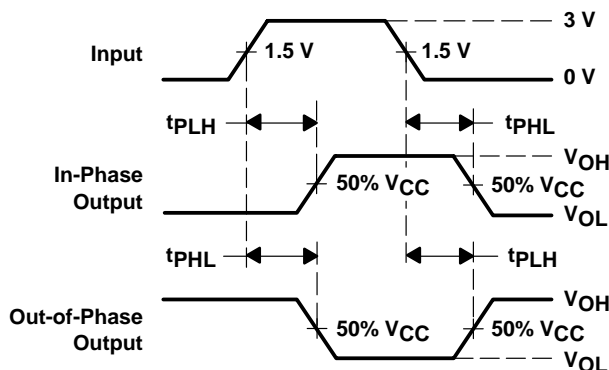 3 V
Input
1.5 V
1.5 V
0 V
tPLH
tPHL
VOH
In-Phase
Output
50% VCC
50% VCC
VOL
tPHL
tPLH
VOH
Out-of-Phase
Output
50% VCC
50% VCC
VOL